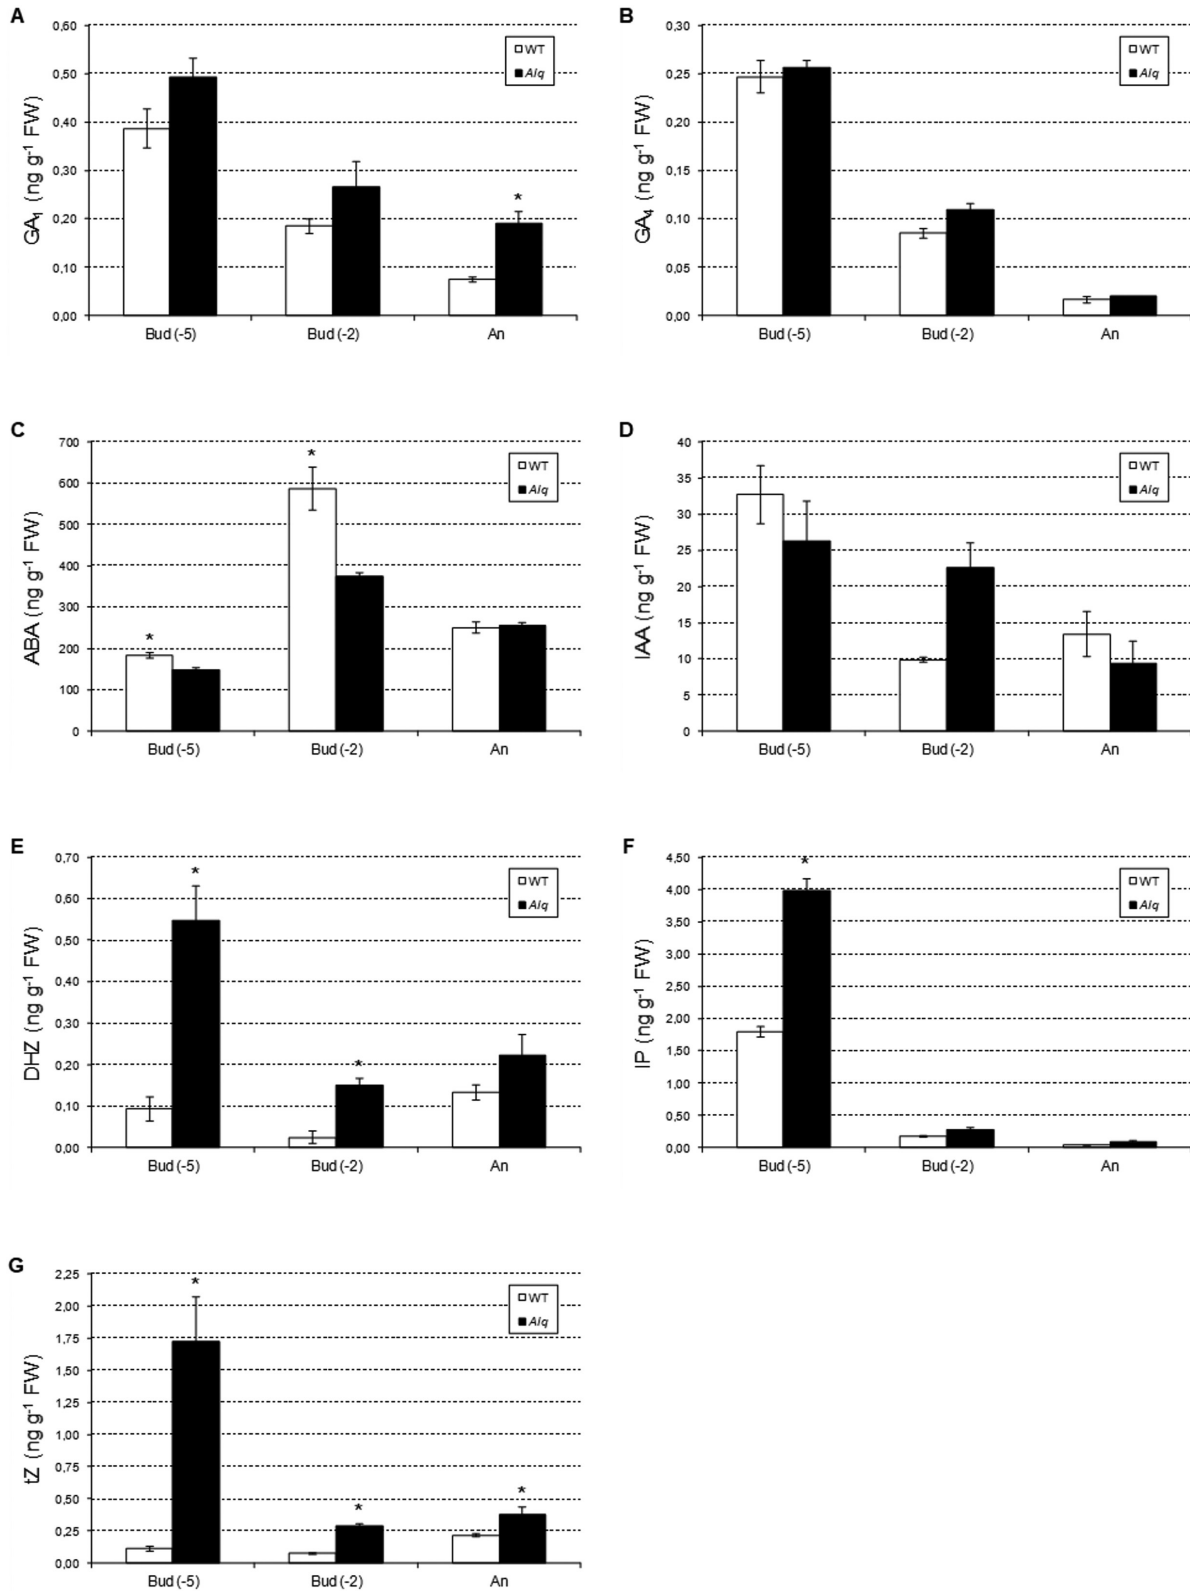 A
0,60
0,50
0,40
0,30
0,20
0,10
0,00
GA₁ (ng g⁻¹ FW)
WT
Alq
*
Bud (-5) Bud (-2) An
B
0,30
0,25
0,20
0,15
0,10
0,05
0,00
GA₄ (ng g⁻¹ FW)
WT
Alq
Bud (-5) Bud (-2) An
C
700
600
500
400
300
200
100
0
ABA (ng g⁻¹ FW)
WT
Alq
*
*
Bud (-5) Bud (-2) An
D
40
35
30
25
20
15
10
5
0
IAA (ng g⁻¹ FW)
WT
Alq
Bud (-5) Bud (-2) An
E
0,70
0,60
0,50
0,40
0,30
0,20
0,10
0,00
DHZ (ng g⁻¹ FW)
WT
Alq
*
*
Bud (-5) Bud (-2) An
F
4,50
4,00
3,50
3,00
2,50
2,00
1,50
1,00
0,50
0,00
IP (ng g⁻¹ FW)
WT
Alq
*
Bud (-5) Bud (-2) An
G
2,25
2,00
1,75
1,50
1,25
1,00
0,75
0,50
0,25
0,00
tZ (ng g⁻¹ FW)
WT
Alq
*
*
*
Bud (-5) Bud (-2) An